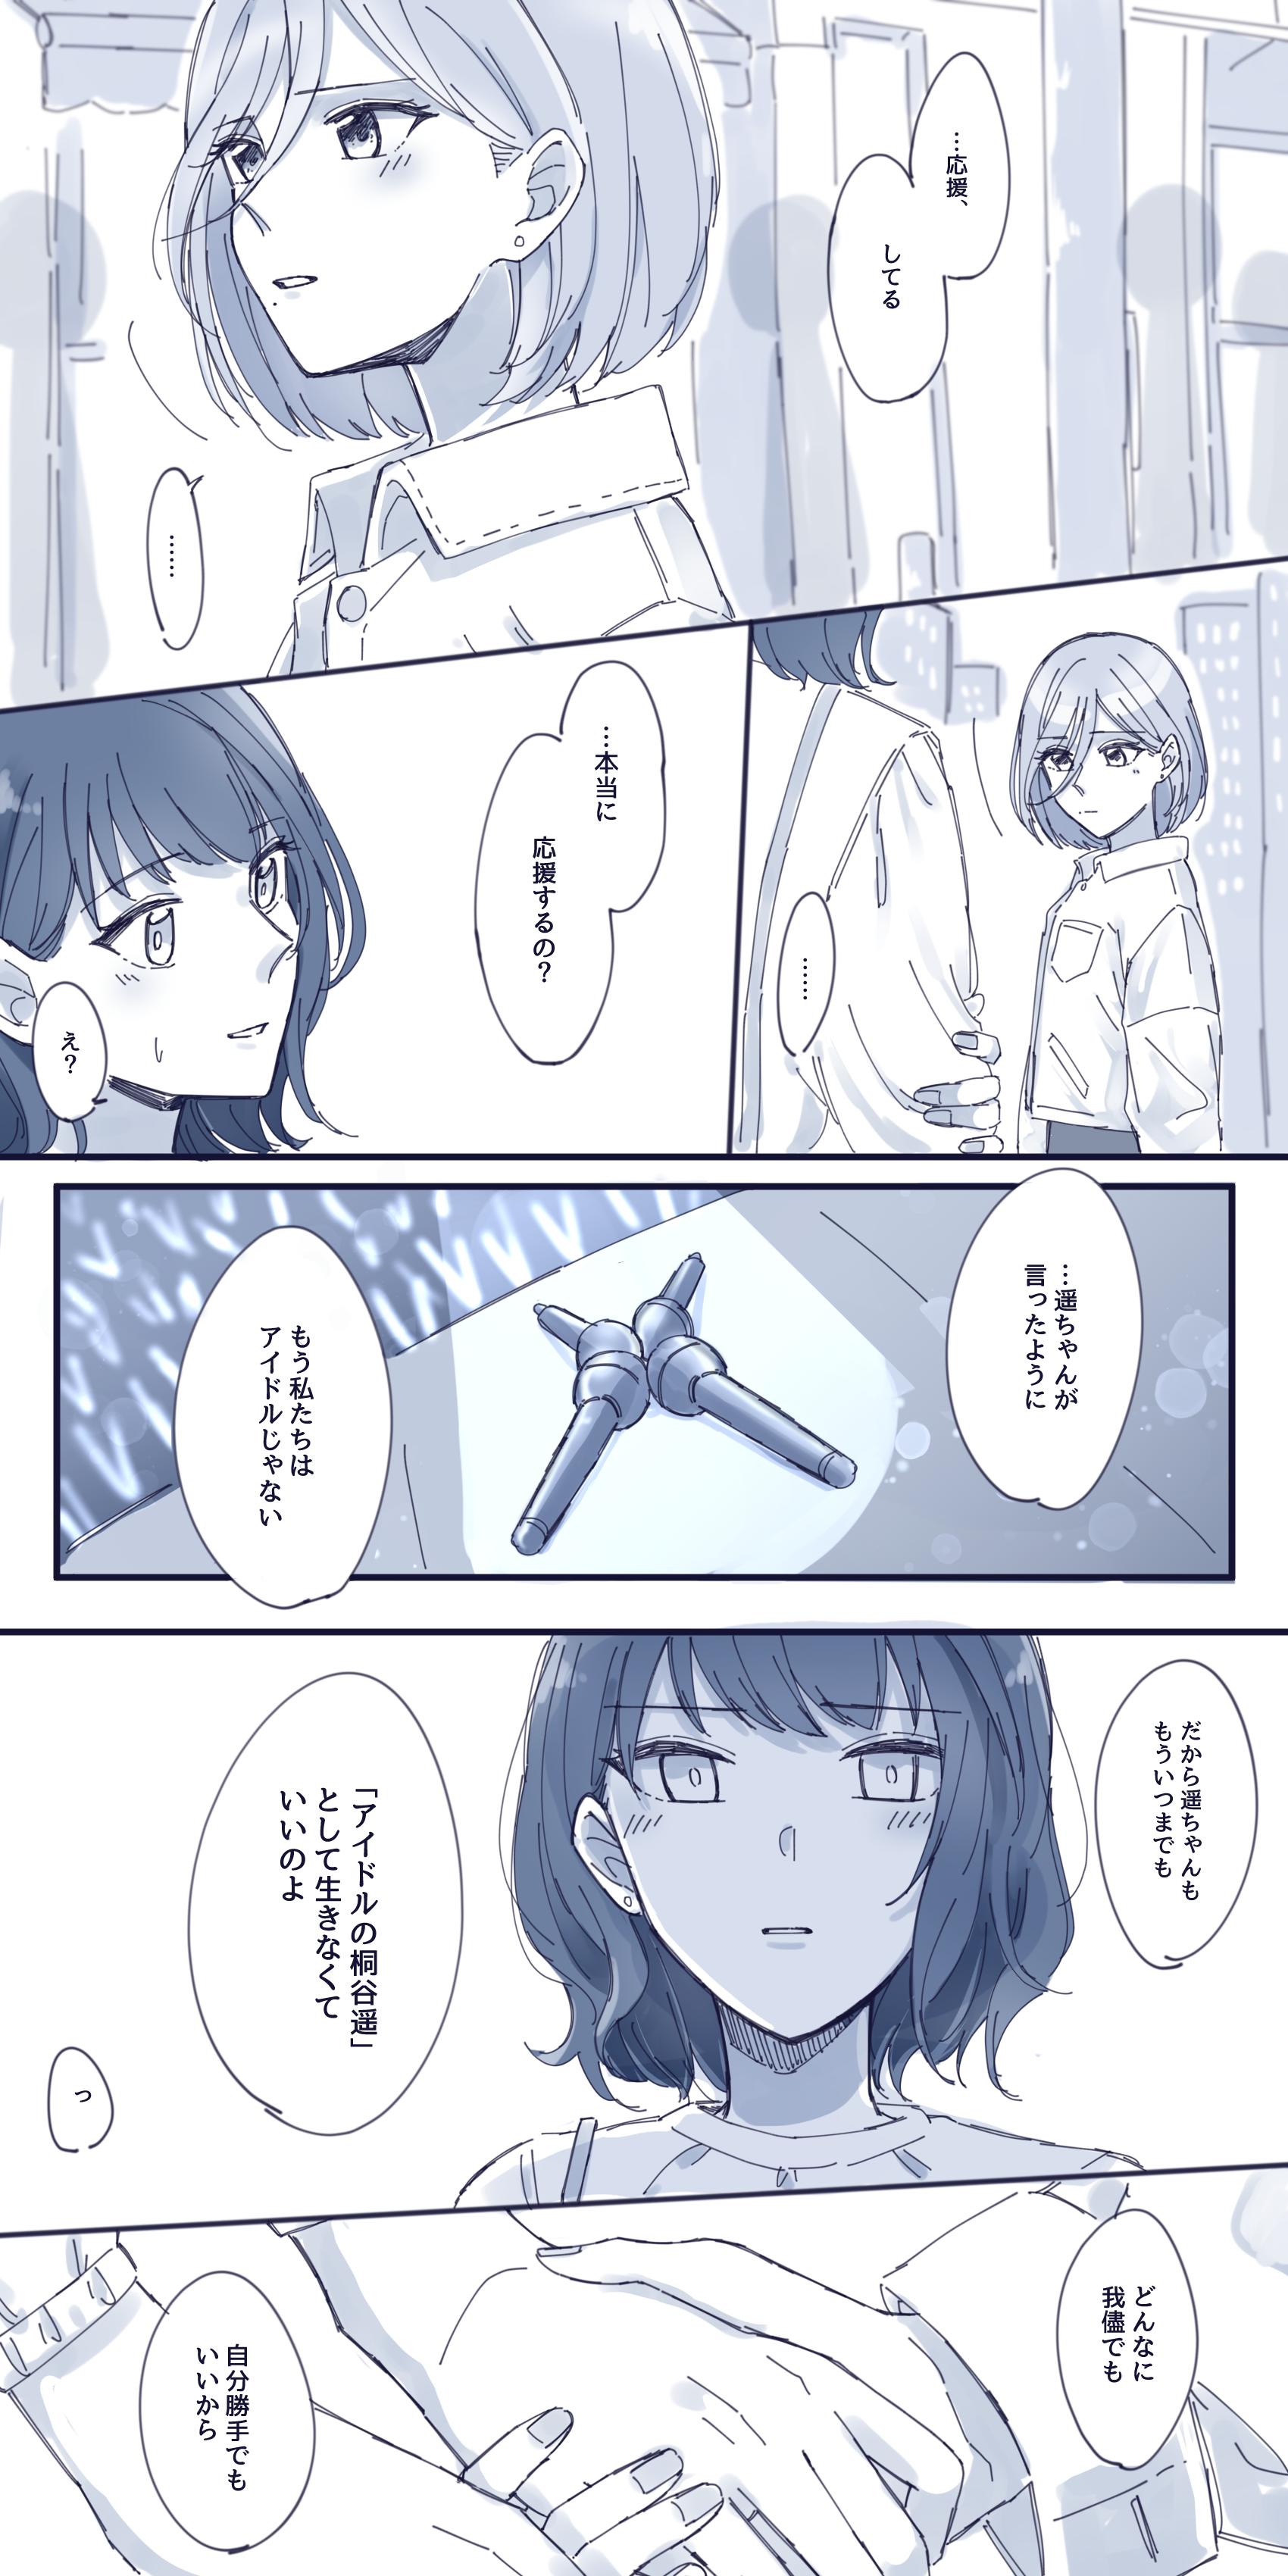 …応援、
してる
……
……
…本当に
応援するの?
え?
…遥ちゃんが
言ったように
もう私たちは
アイドルじゃない
だから遥ちゃんも
もういつまでも
「アイドルの桐谷遥」
として生きなくて
いいのよ
っ
どんなに
我儘でも
自分勝手でも
いいから